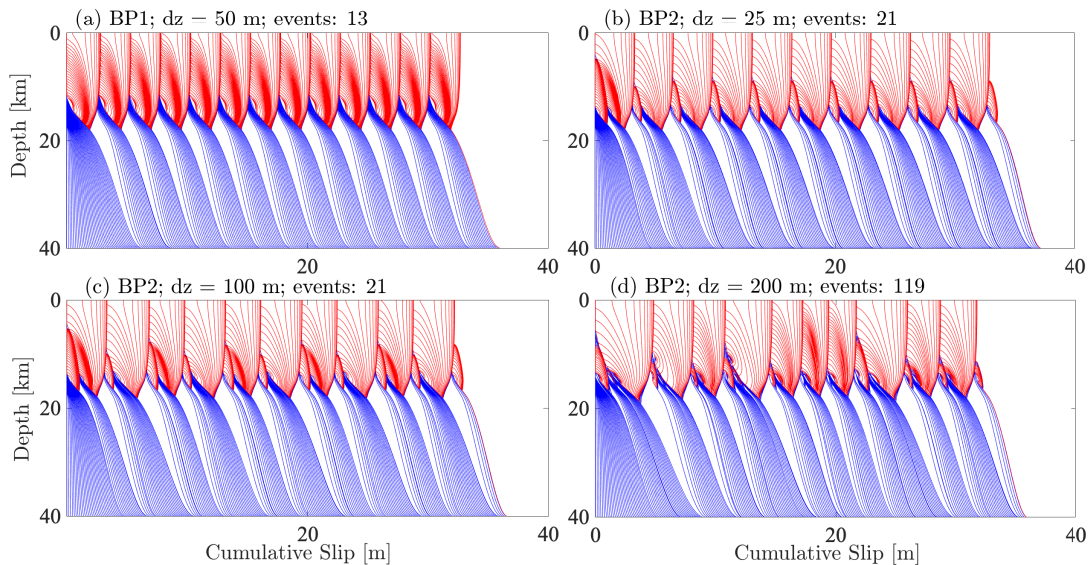 (a) BP1; dz = 50 m; events: 13
(b) BP2; dz = 25 m; events: 21
0
20
40
Depth [km]
20
40
0
20
40
0
20
40
(c) BP2; dz = 100 m; events: 21
(d) BP2; dz = 200 m; events: 119
0
20
40
Depth [km]
20
40
Cumulative Slip [m]
0
20
40
0
20
40
Cumulative Slip [m]